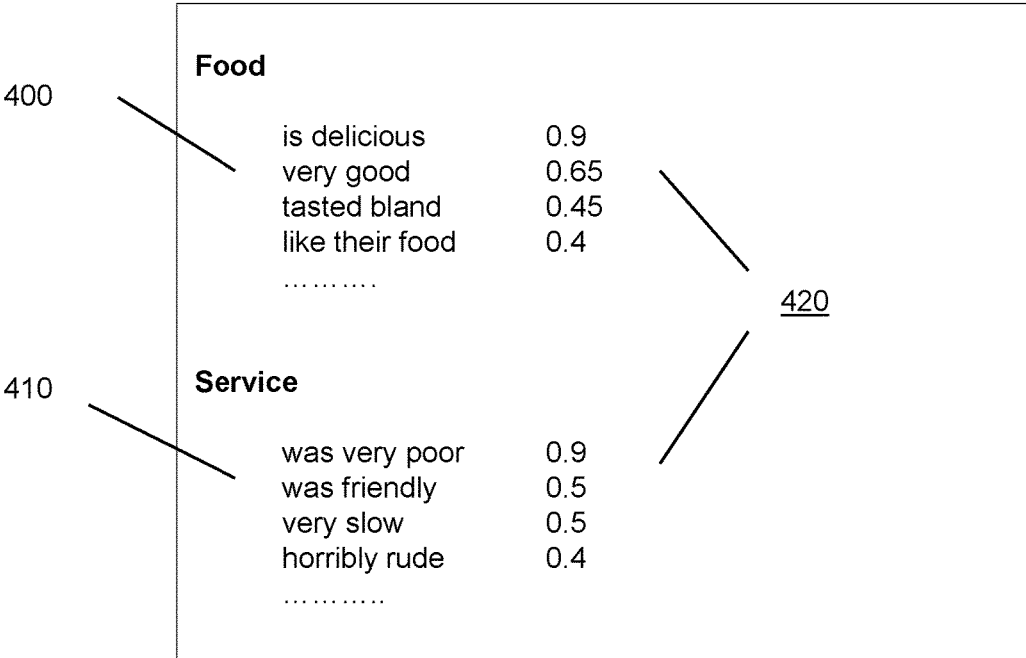 Food
400
is delicious 0.9
very good 0.65
tasted bland 0.45
like their food 0.4
……….
420
Service
410
was very poor 0.9
was friendly 0.5
very slow 0.5
horribly rude 0.4
………..